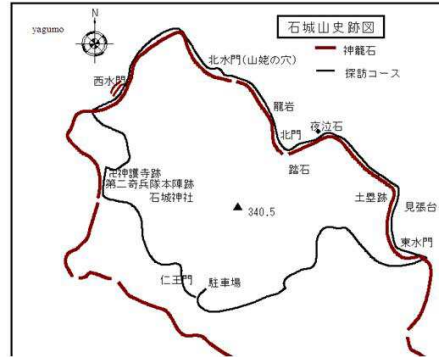 yagumo
N
石城山史跡図
神籠石
探訪コース
北水門(山姥の穴)
西水門
龍岩
夜泣石
北門
踏石
土塁跡
見張台
東水門
神護寺跡
第二奇兵隊本陣跡
石城神社
340.5
仁王門
駐車場